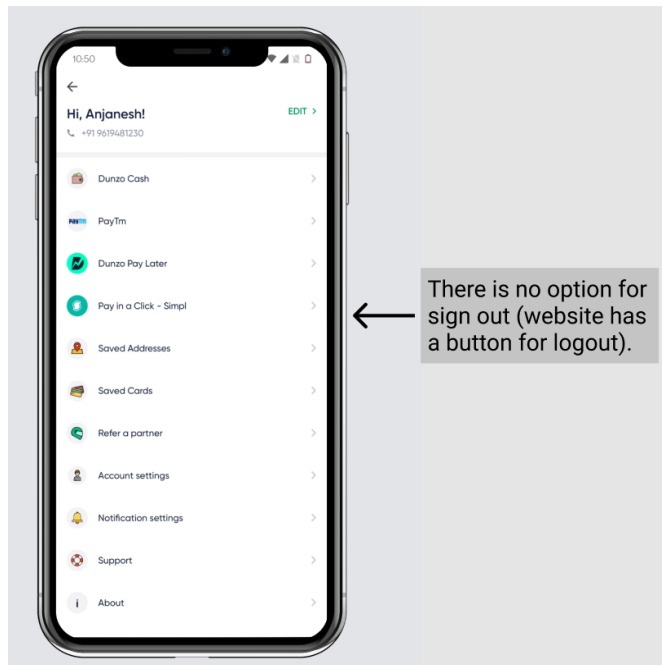 10:50
Hi, Anjanesh!
EDIT >
+91 9619481230
Dunzo Cash
Paytm PayTm
Dunzo Pay Later
Pay in a Click - Simpl
Saved Addresses
Saved Cards
Refer a partner
Account settings
Notification settings
Support
i About
There is no option for
sign out (website has
a button for logout).